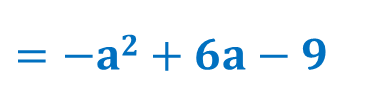 = −a² + 6a − 9